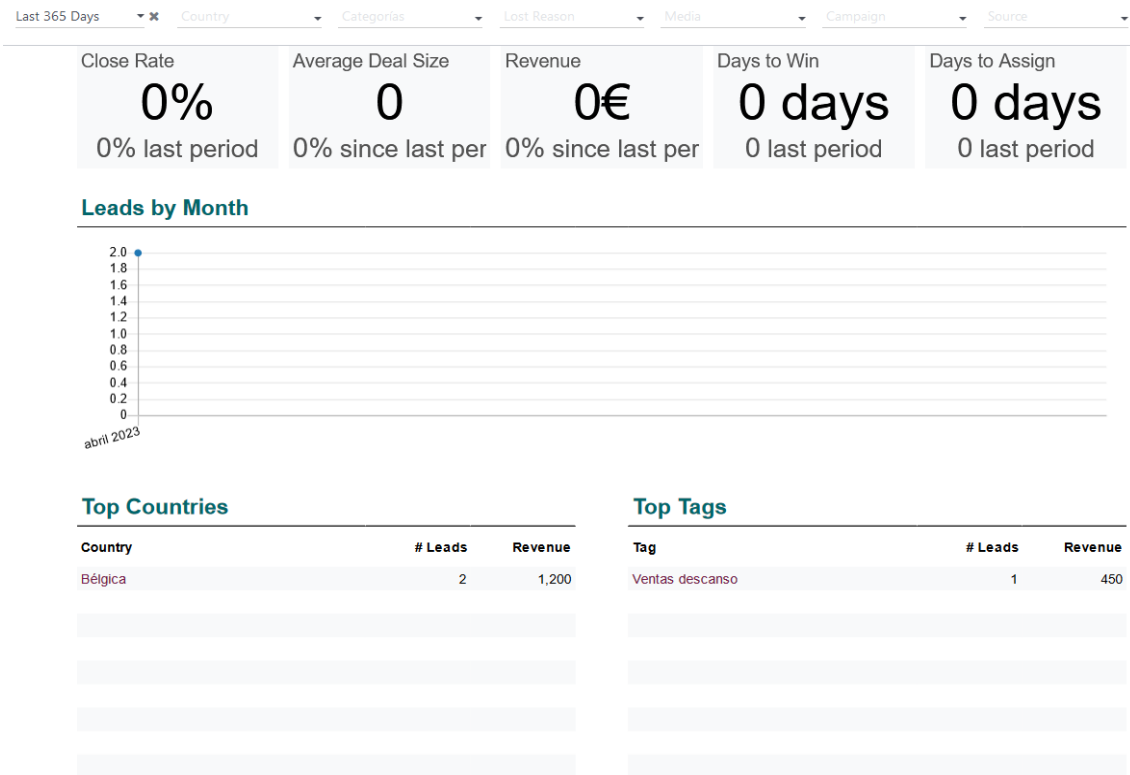 Last 365 Days Country Categorías Lost Reason Media Campaign Source
Close Rate Average Deal Size Revenue Days to Win Days to Assign
0% 0 0€ 0 days 0 days
0% last period 0% since last per 0% since last per 0 last period 0 last period
Leads by Month
2.0
1.8
1.6
1.4
1.2
1.0
0.8
0.6
0.4
0.2
0
abril 2023
Top Countries Top Tags
Country # Leads Revenue Tag # Leads Revenue
Bélgica 2 1,200 Ventas descanso 1 450